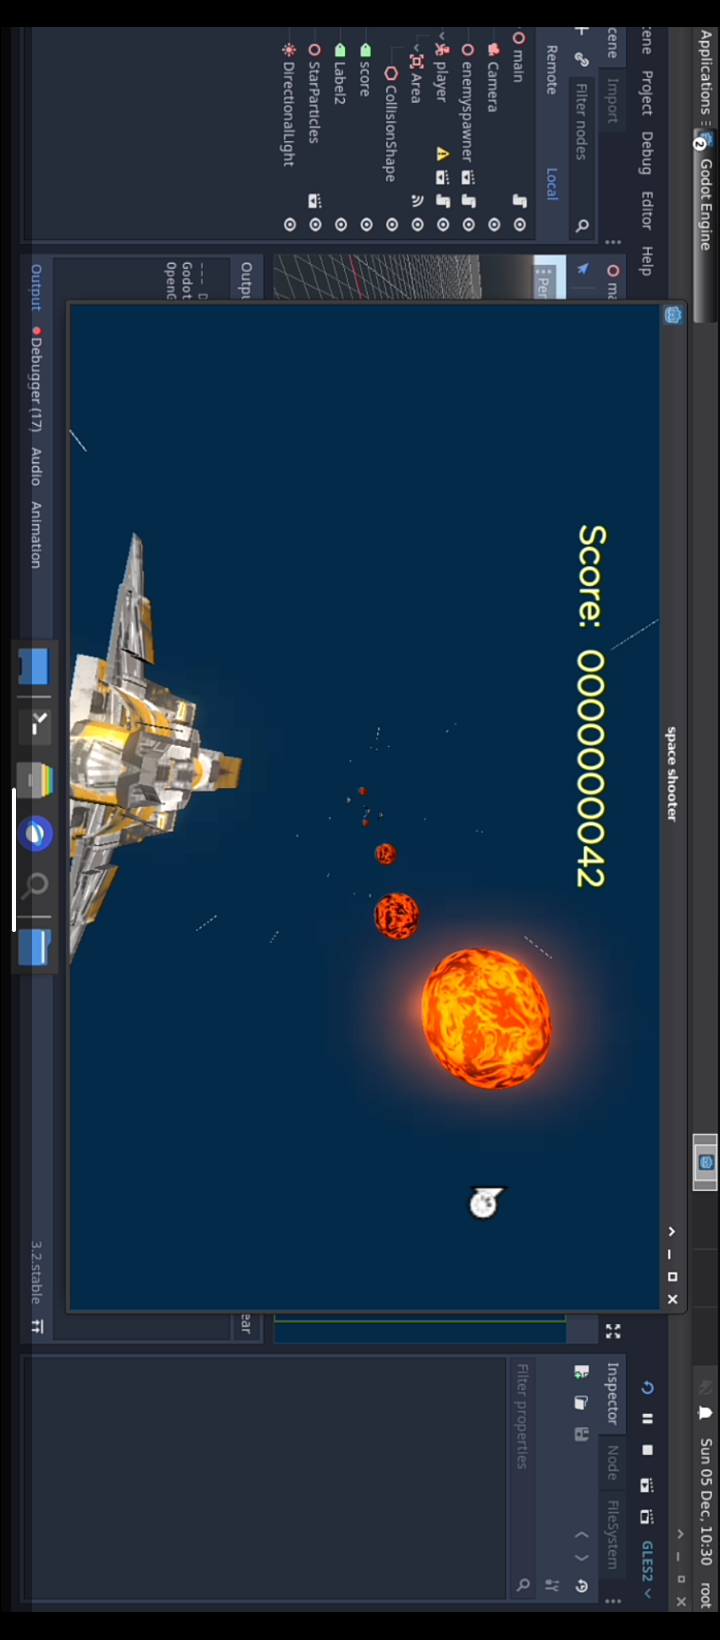 Applications
2
Godot Engine
Sun 05 Dec, 10:30
root
space shooter
Project
Debug
Editor
Help
GLES2
Import
Remote
Local
Filter nodes
main
Camera
enemyspawner
player
Area
CollisionShape
score
Label2
StarParticles
DirectionalLight
Score: 0000000042
Inspector
Node
FileSystem
Filter properties
Output
Debugger (17)
Audio
Animation
3.2.stable